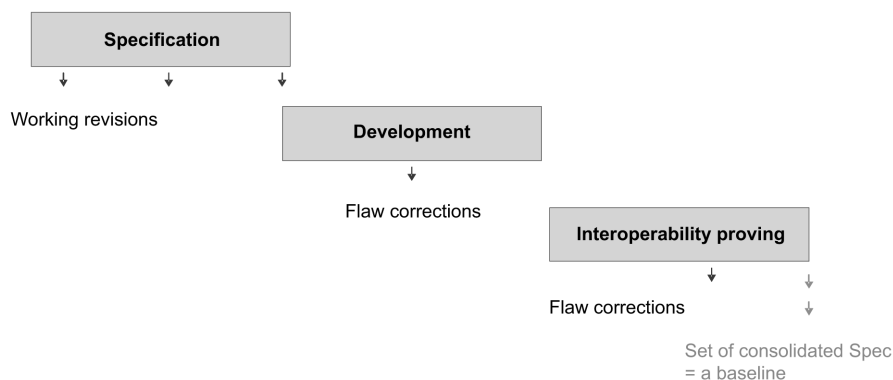 Specification
Working revisions
Development
Flaw corrections
Interoperability proving
Flaw corrections
Set of consolidated Spec
= a baseline